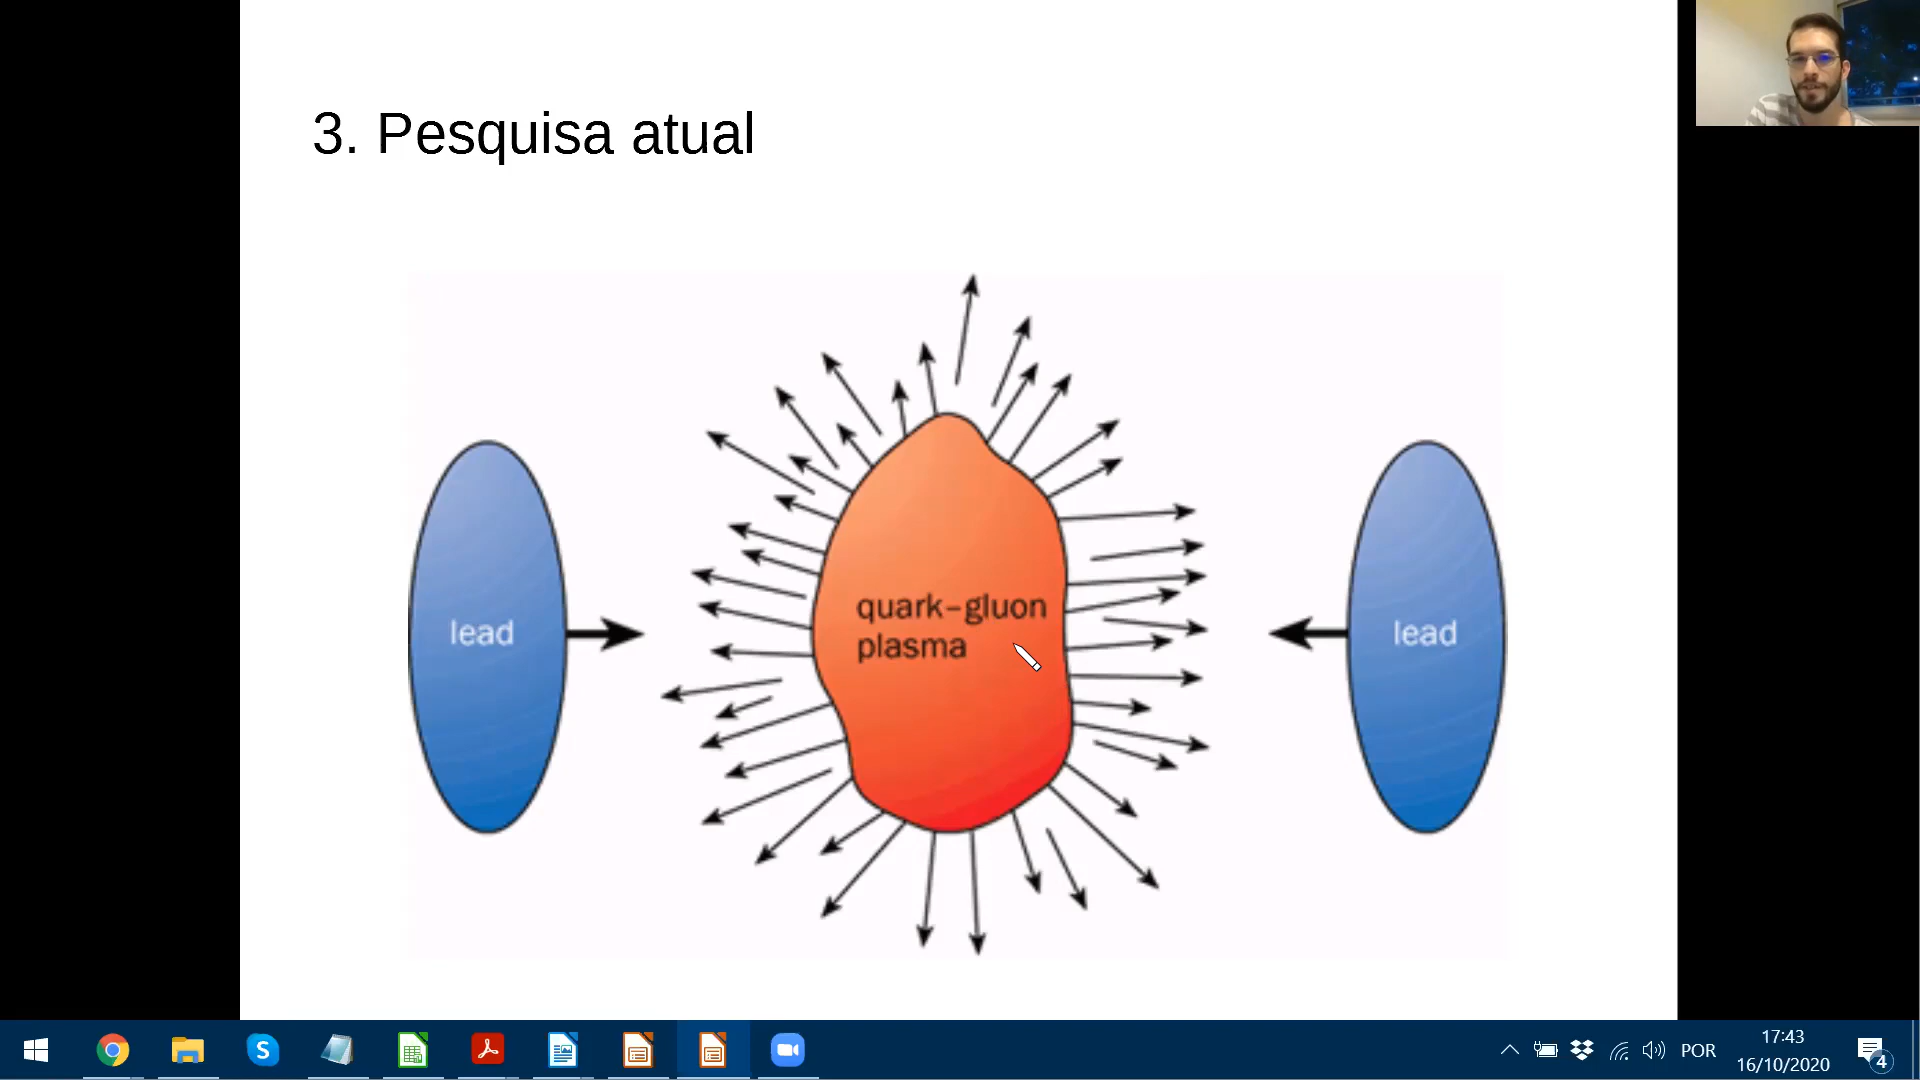 3. Pesquisa atual
lead
quark-gluon
plasma
lead
POR
17:43
16/10/2020
4